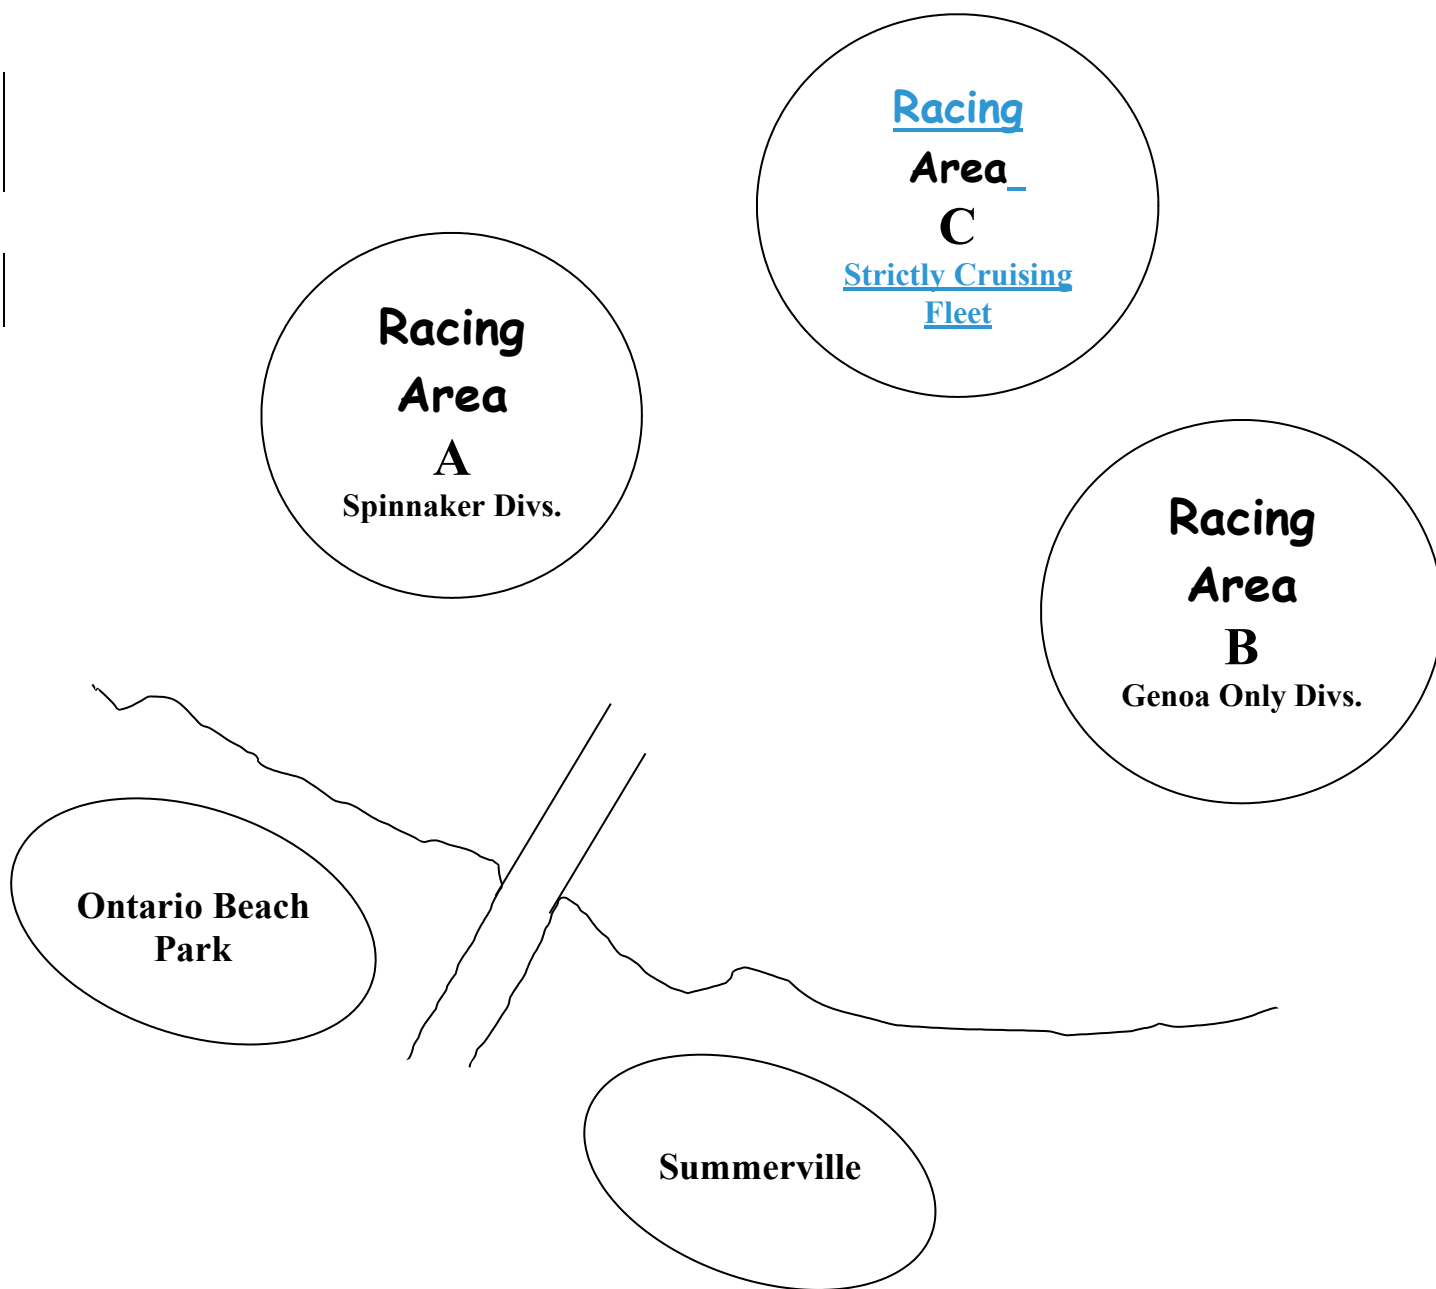 Racing
Area
C
Strictly Cruising
Fleet
Racing
Area
A
Spinnaker Divs.
Racing
Area
B
Genoa Only Divs.
Ontario Beach
Park
Summerville